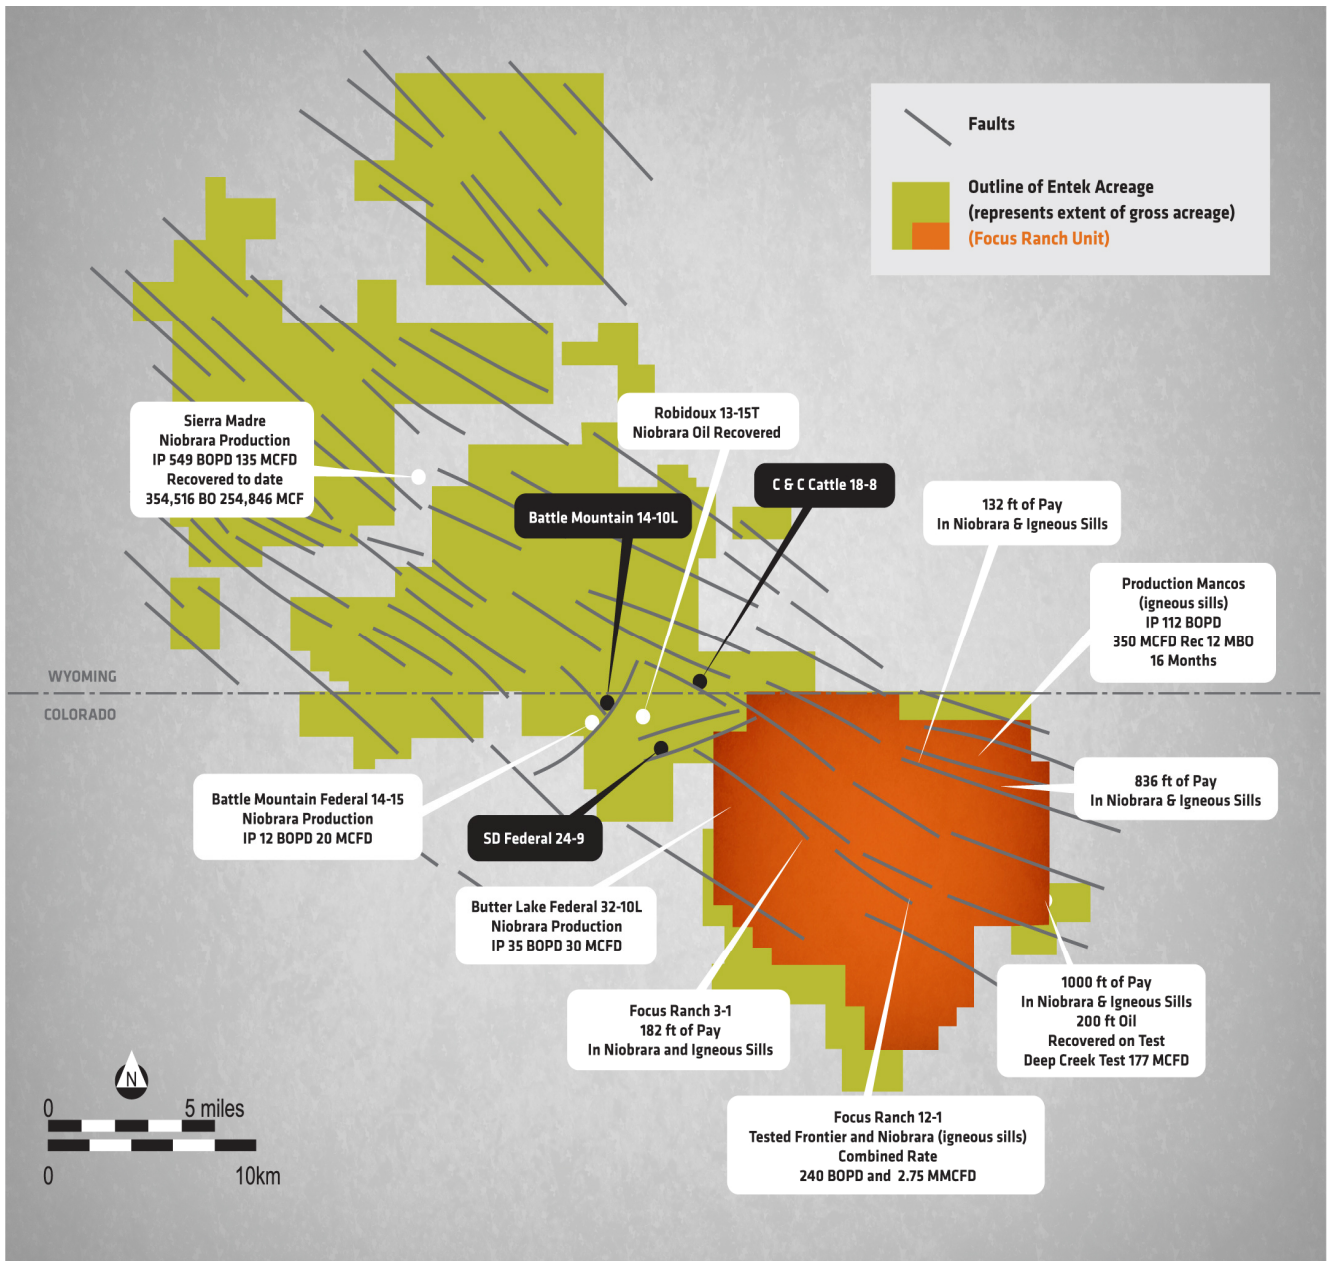 Faults
Outline of Entek Acreage
(represents extent of gross acreage)
(Focus Ranch Unit)
Sierra Madre
Niobrara Production
IP 549 BOPD 135 MCFD
Recovered to date
354,516 BO 254,846 MCF
Robidoux 13-15T
Niobrara Oil Recovered
C & C Cattle 18-8
Battle Mountain 14-10L
132 ft of Pay
In Niobrara & Igneous Sills
Production Mancos
(igneous sills)
IP 112 BOPD
350 MCFD Rec 12 MBO
16 Months
WYOMING
COLORADO
836 ft of Pay
In Niobrara & Igneous Sills
Battle Mountain Federal 14-15
Niobrara Production
IP 12 BOPD 20 MCFD
SD Federal 24-9
Butter Lake Federal 32-10L
Niobrara Production
IP 35 BOPD 30 MCFD
Focus Ranch 3-1
182 ft of Pay
In Niobrara and Igneous Sills
1000 ft of Pay
In Niobrara & Igneous Sills
200 ft Oil
Recovered on Test
Deep Creek Test 177 MCFD
Focus Ranch 12-1
Tested Frontier and Niobrara (igneous sills)
Combined Rate
240 BOPD and 2.75 MMCFD
N
0 5 miles
0 10km